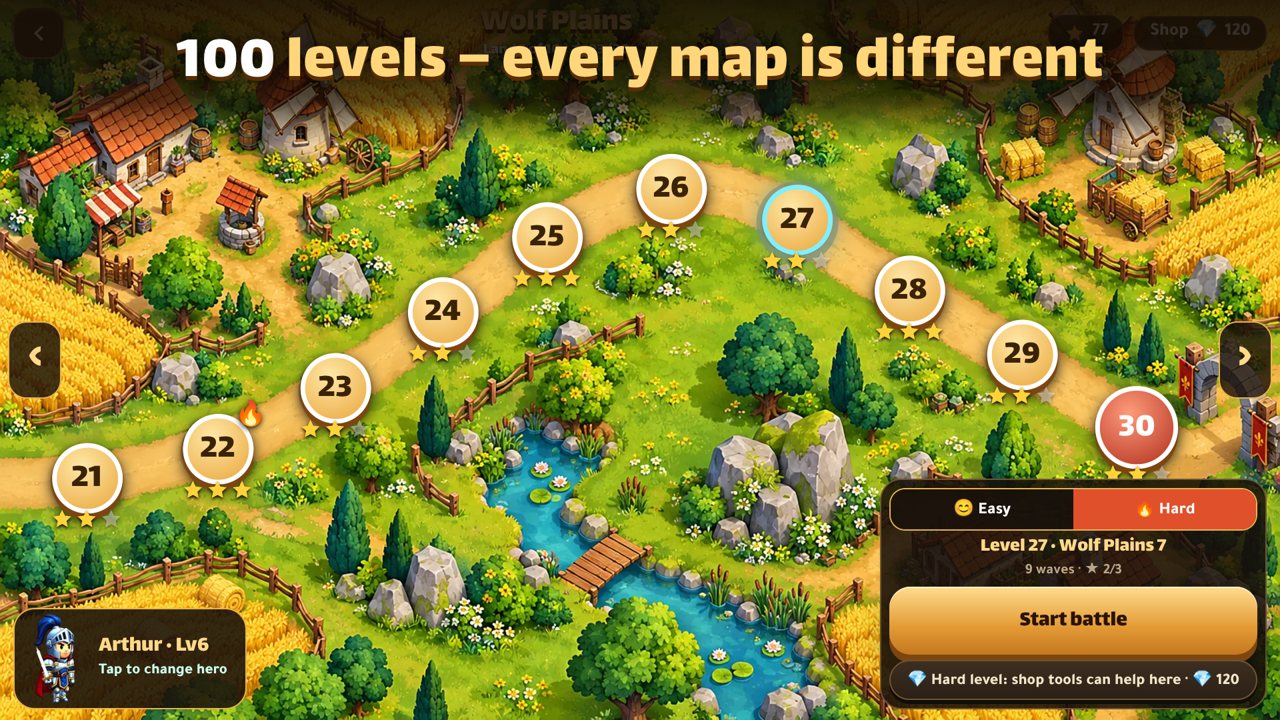 Wolf Plains
77
Shop 120
100 levels – every map is different
26
27
25
28
24
29
23
30
22
21
Easy
Hard
Level 27 · Wolf Plains 7
9 waves · ★ 2/3
Start battle
Hard level: shop tools can help here · 120
Arthur · Lv6
Tap to change hero